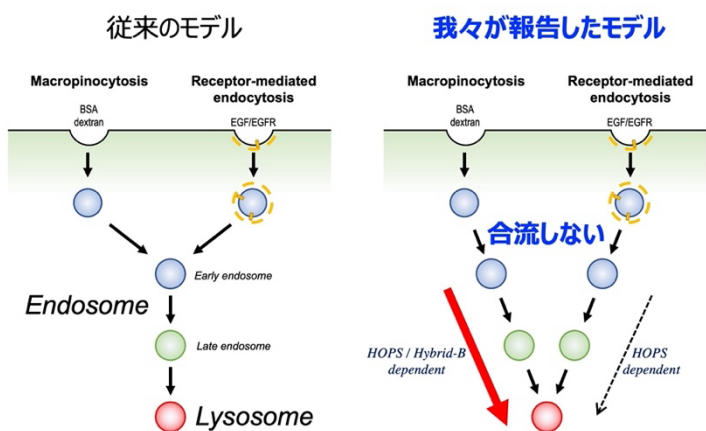 従来のモデル
Macropinocytosis
BSA
dextran
Receptor-mediated
endocytosis
EGF/EGFR
Early endosome
Endosome
Late endosome
Lysosome
我々が報告したモデル
Macropinocytosis
BSA
dextran
Receptor-mediated
endocytosis
EGF/EGFR
合流しない
HOPS / Hybrid-B
dependent
HOPS
dependent